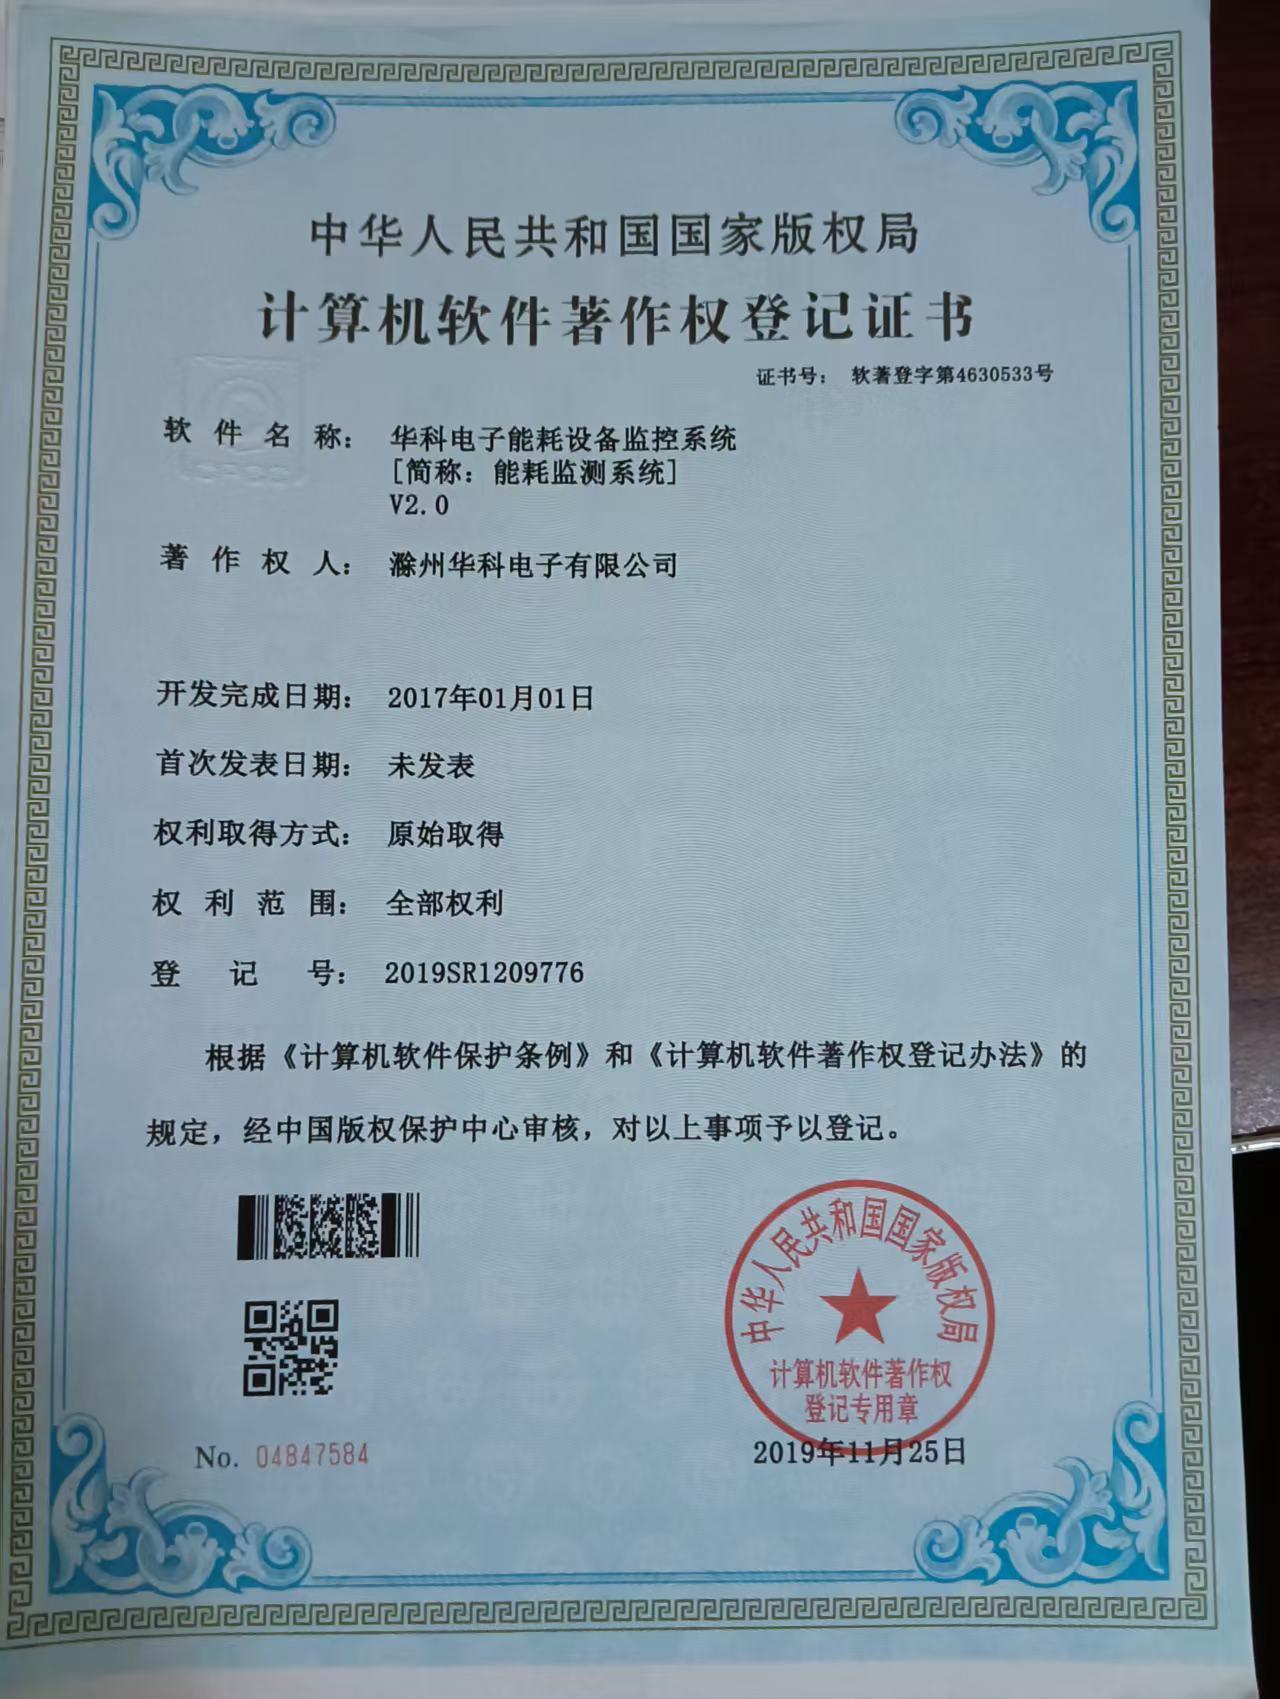 中华人民共和国国家版权局
计算机软件著作权登记证书
证书号： 软著登字第4630533号
软件名称： 华科电子能耗设备监控系统
[简称：能耗监测系统]
V2.0
著作权人： 滁州华科电子有限公司
开发完成日期： 2017年01月01日
首次发表日期： 未发表
权利取得方式： 原始取得
权利范围： 全部权利
登记号： 2019SR1209776
根据《计算机软件保护条例》和《计算机软件著作权登记办法》的
规定，经中国版权保护中心审核，对以上事项予以登记。
中华人民共和国国家版权局
计算机软件著作权
登记专用章
No. 04847584
2019年11月25日